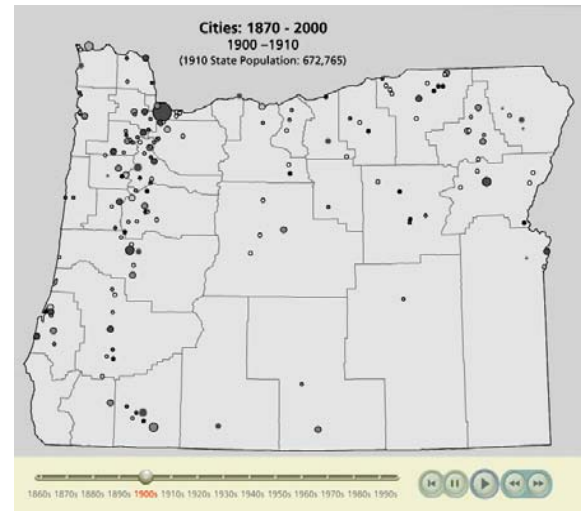 Cities: 1870 - 2000
1900 –1910
(1910 State Population: 672,765)
1860s 1870s 1880s 1890s 1900s 1910s 1920s 1930s 1940s 1950s 1960s 1970s 1980s 1990s